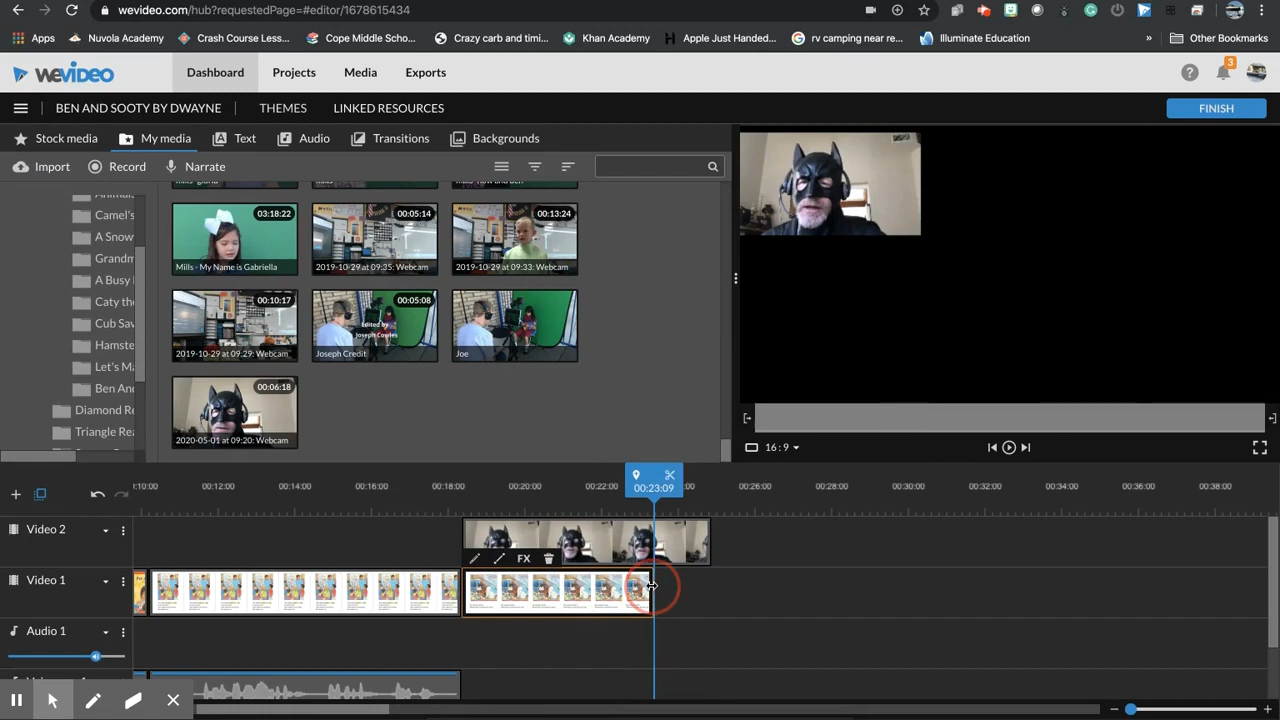 wevideo.com/hub?requestedPage=#editor/1678615434
Apps Nuvola Academy Crash Course Les... Cope Middle Scho... Crazy carb and timi... Khan Academy Apple Just Handed... rv camping near re... Illuminate Education » Other Bookmarks
wevideo Dashboard Projects Media Exports ? 3
BEN AND SOOTY BY DWAYNE THEMES LINKED RESOURCES FINISH
Stock media My media Text Audio Transitions Backgrounds
Import Record Narrate
Camel's
A Snow
Grandm
A Busy
Caty the
Cub Sav
Hamste
Let's Ma
Ben And
Diamond Re
Triangle Rea
03:18:22 00:05:14 00:13:24
Mills - My Name is Gabriella 2019-10-29 at 09:35: Webcam 2019-10-29 at 09:33: Webcam
00:10:17 00:05:08
Edited by
Joseph Cowles
2019-10-29 at 09:29: Webcam Joseph Credit Joe
00:06:18
2020-05-01 at 09:20: Webcam
16:9
00:23:09
:10:00 00:12:00 00:14:00 00:16:00 00:18:00 00:20:00 00:22:00 00:26:00 00:28:00 00:30:00 00:32:00 00:34:00 00:36:00 00:38:00
Video 2
FX
Video 1
Audio 1